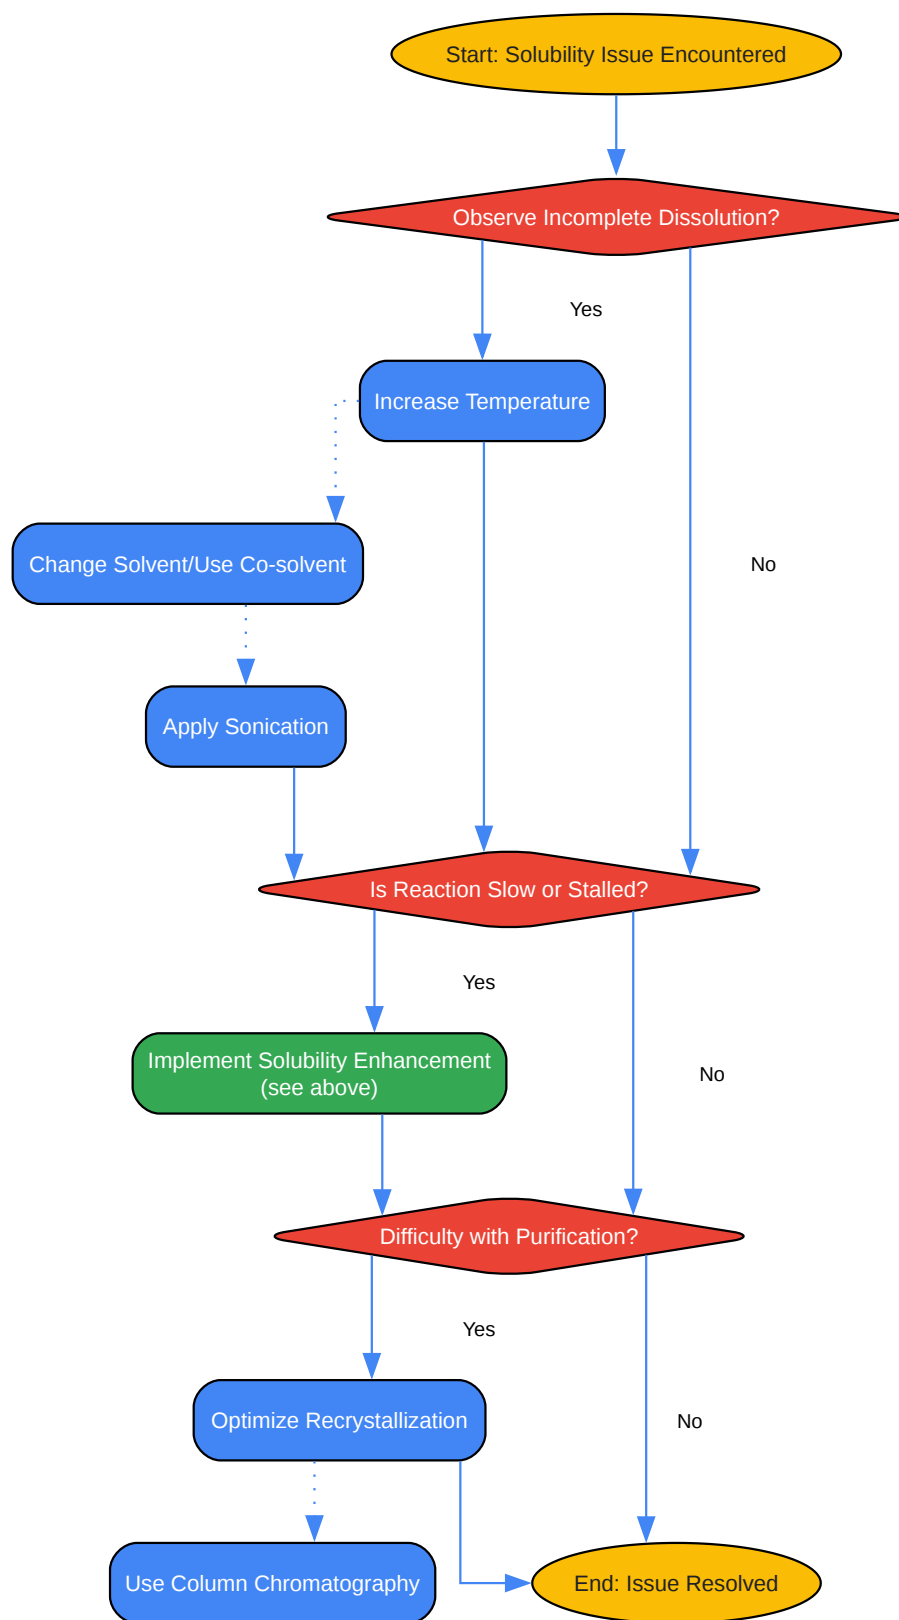 Start: Solubility Issue Encountered
Observe Incomplete Dissolution?
Yes
Increase Temperature
Change Solvent/Use Co-solvent
No
Apply Sonication
Is Reaction Slow or Stalled?
Yes
Implement Solubility Enhancement
(see above)
No
Difficulty with Purification?
Yes
Optimize Recrystallization
No
Use Column Chromatography
End: Issue Resolved